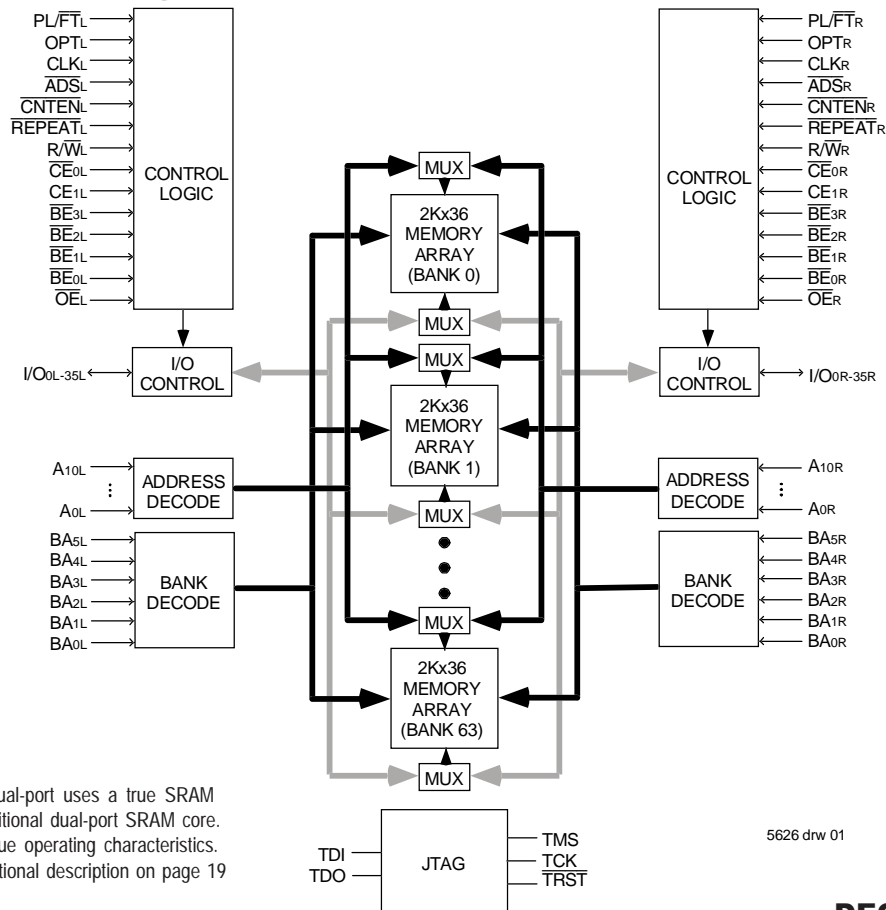 PL/FTL
OPTL
CLKL
ADSL
CNTENL
REPEATL
R/WL
CE0L
CE1L
BE3L
BE2L
BE1L
BE0L
OEL
CONTROL
LOGIC
I/O
CONTROL
I/O0L-35L
A10L
A0L
ADDRESS
DECODE
BA5L
BA4L
BA3L
BA2L
BA1L
BA0L
BANK
DECODE
MUX
2Kx36
MEMORY
ARRAY
(BANK 0)
MUX
MUX
2Kx36
MEMORY
ARRAY
(BANK 1)
MUX
MUX
2Kx36
MEMORY
ARRAY
(BANK 63)
MUX
PL/FTR
OPTR
CLKR
ADSR
CNTENR
REPEATR
R/WR
CE0R
CE1R
BE3R
BE2R
BE1R
BE0R
OER
CONTROL
LOGIC
I/O
CONTROL
I/O0R-35R
A10R
A0R
ADDRESS
DECODE
BA5R
BA4R
BA3R
BA2R
BA1R
BA0R
BANK
DECODE
ual-port uses a true SRAM
itional dual-port SRAM core.
ue operating characteristics.
tional description on page 19
TDI
TDO
JTAG
TMS
TCK
TRST
5626 drw 01